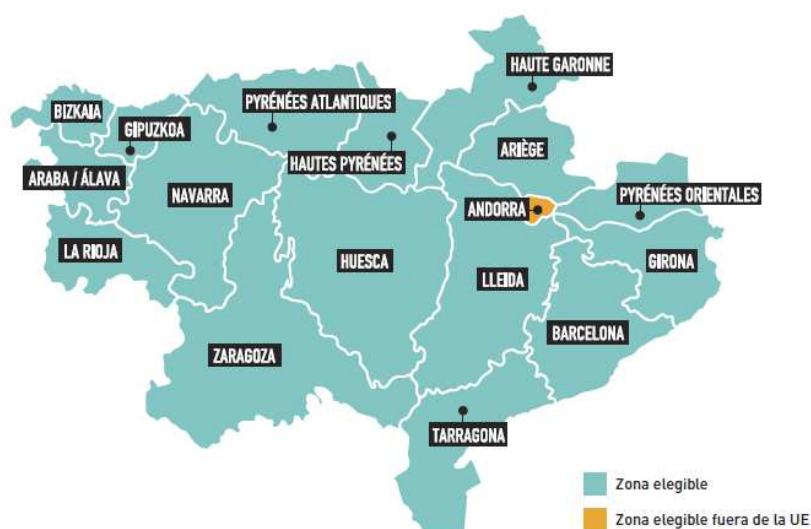 HAUTE GARONNE
PYRÉNÉES ATLANTIQUES
BIZKAIA
GIPUZKOA
HAUTES PYRÉNÉES
ARIÈGE
ARABA / ÁLAVA
NAVARRA
ANDORRA
PYRÉNÉES ORIENTALES
LA RIOJA
HUESCA
LLEIDA
GIRONA
ZARAGOZA
BARCELONA
TARRAGONA
Zona elegible
Zona elegible fuera de la UE